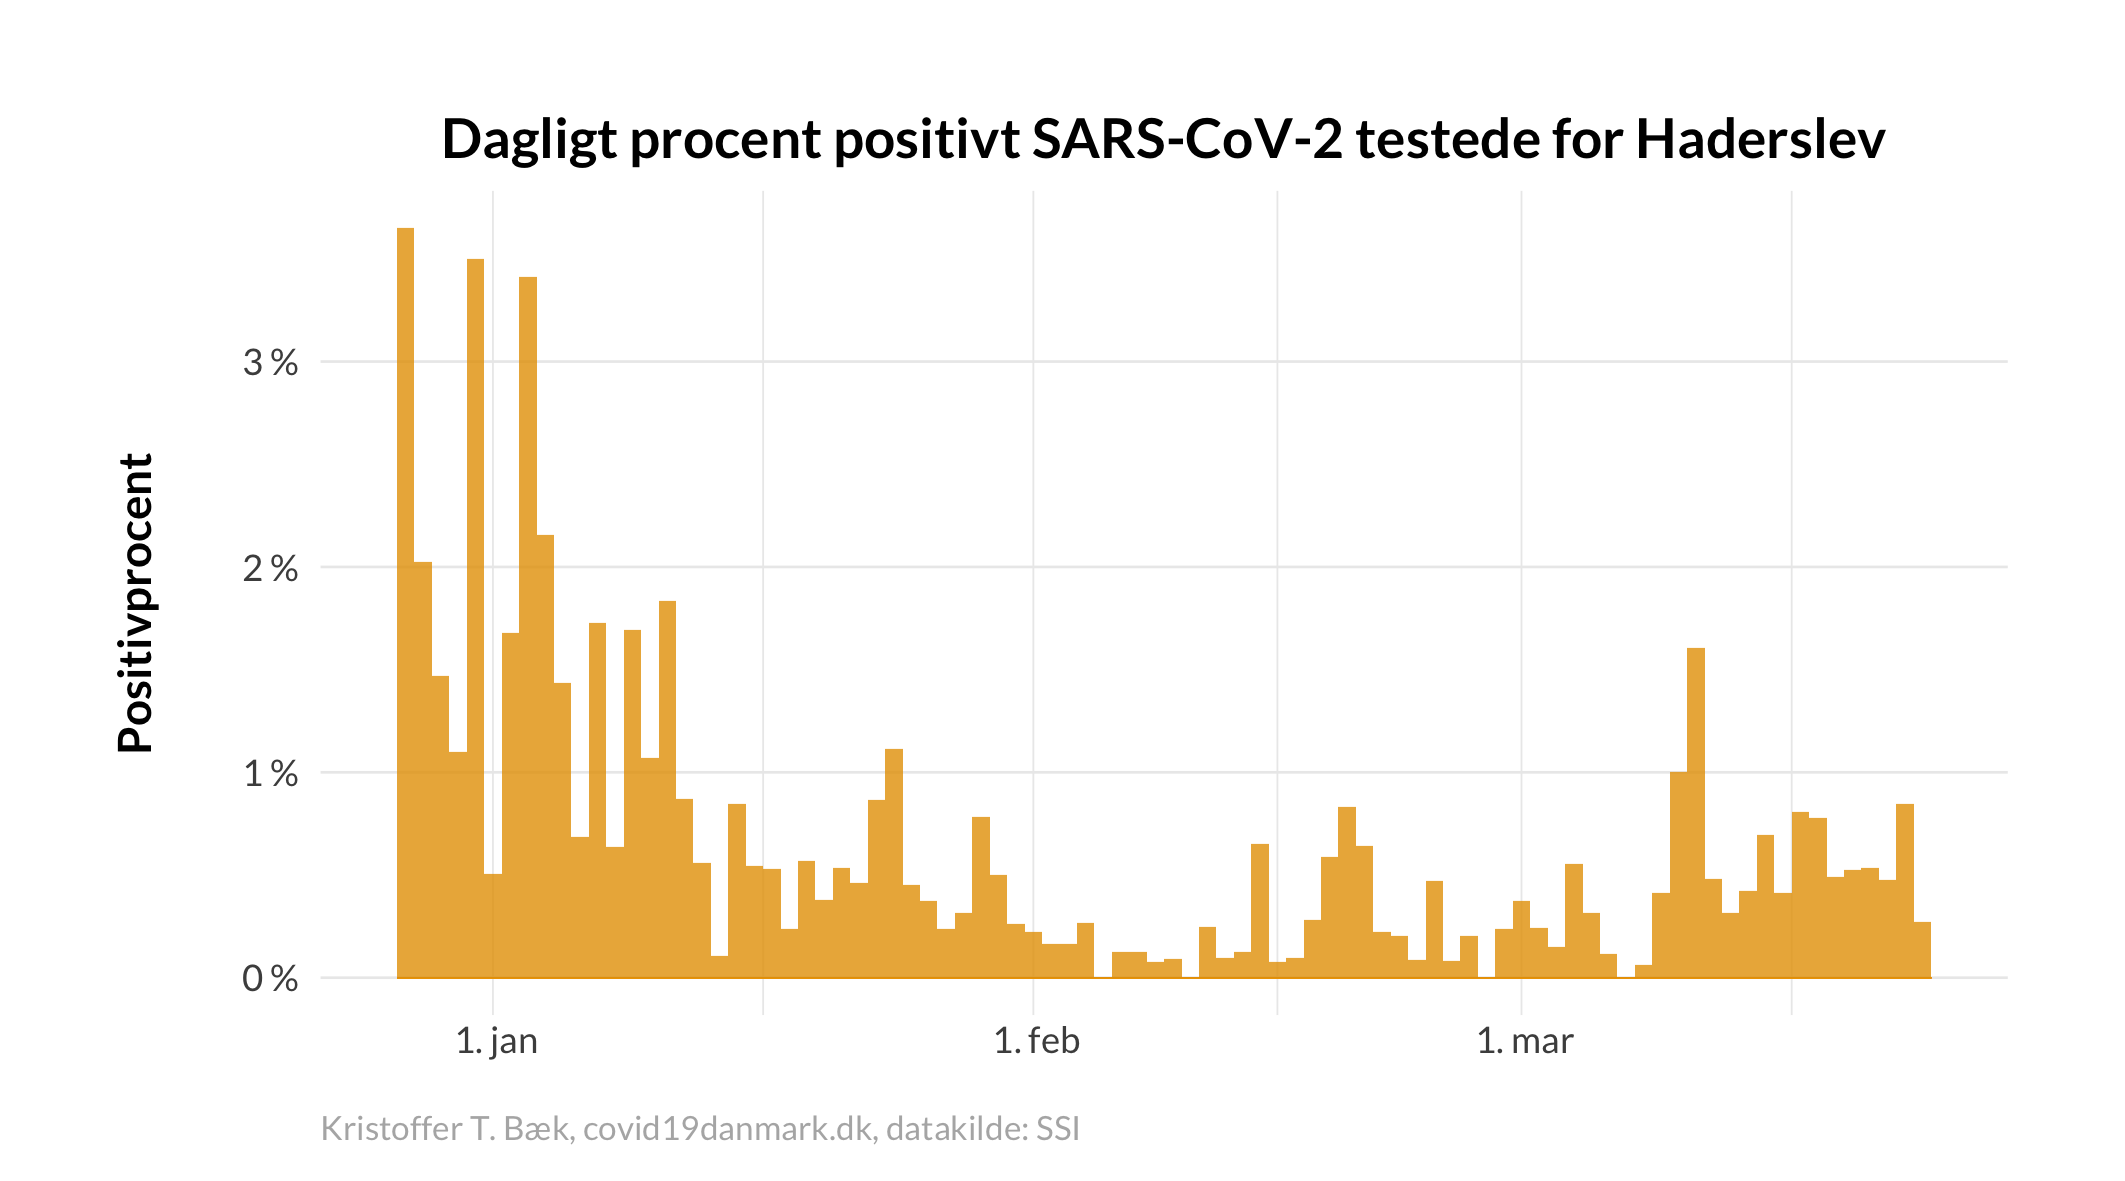 Dagligt procent positivt SARS-CoV-2 testede for Haderslev
Positivprocent
3 %
2 %
1 %
0 %
1. jan
1. feb
1. mar
Kristoffer T. Bæk, covid19danmark.dk, datakilde: SSI